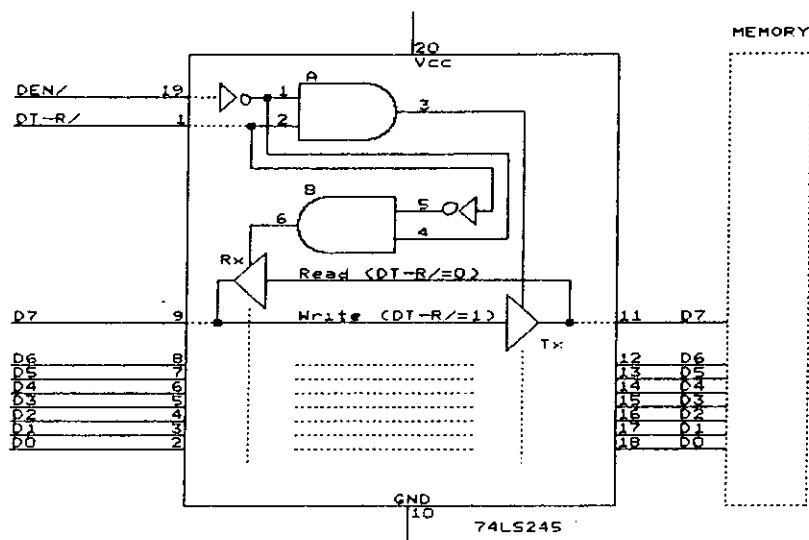 20
Vcc
MEMORY
DEN/ 19
1 A
3
DT-R/ 1
2
B
5
6
4
Rx
Read (DT-R/=0)
D7 9 Write (DT-R/=1) 11 D7
Tx
D6 8 12 D6
D5 7 13 D5
D4 6 14 D4
D3 5 15 D3
D2 4 16 D2
D1 3 17 D1
D0 2 18 D0
GND
10
74LS245